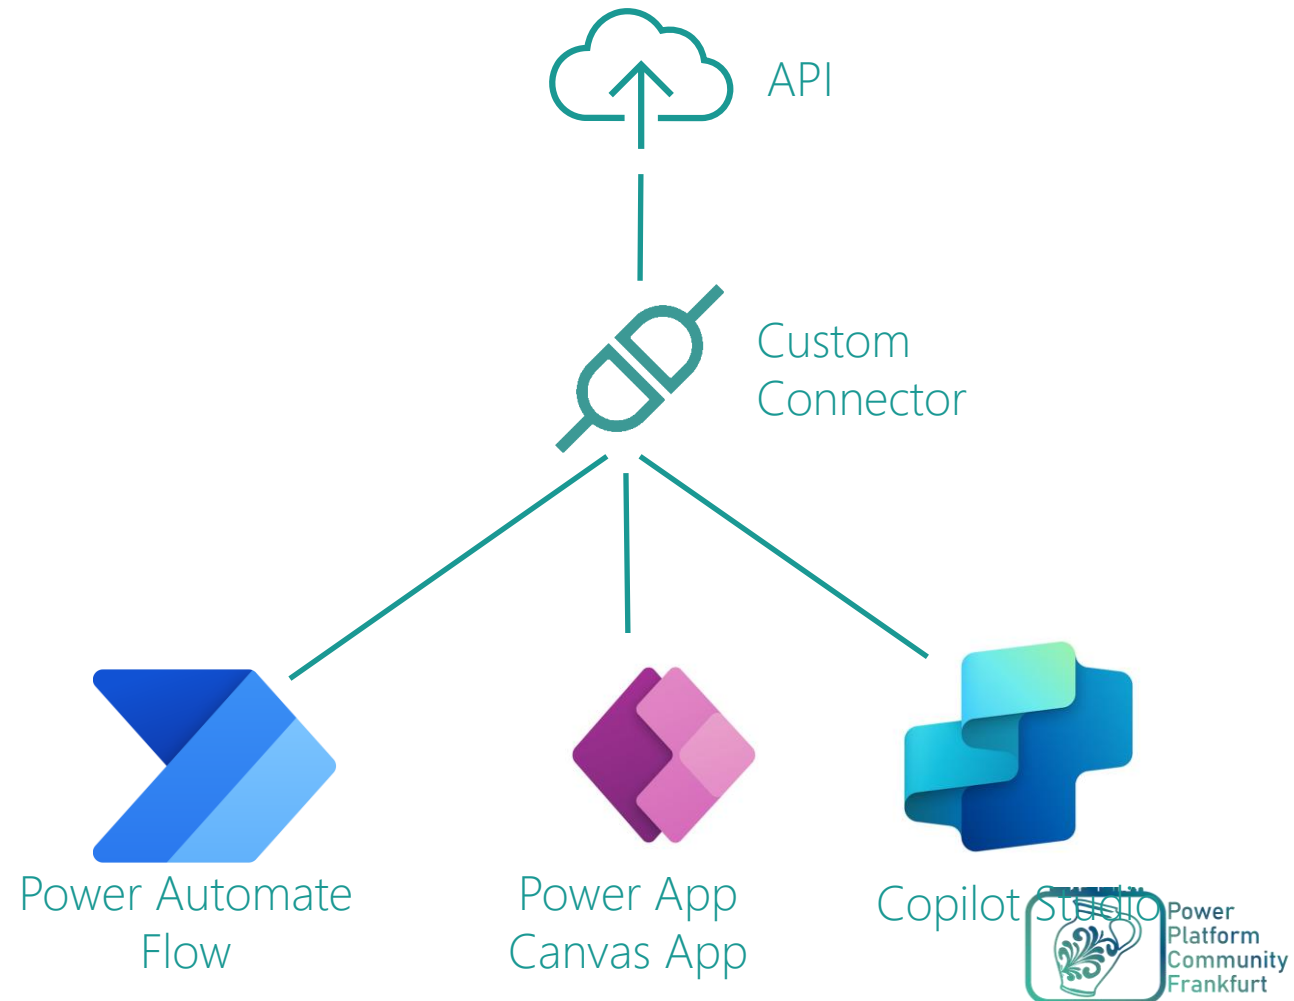 API
Custom
Connector
Power Automate
Flow
Power App
Canvas App
Copilot Studio
Power
Platform
Community
Frankfurt